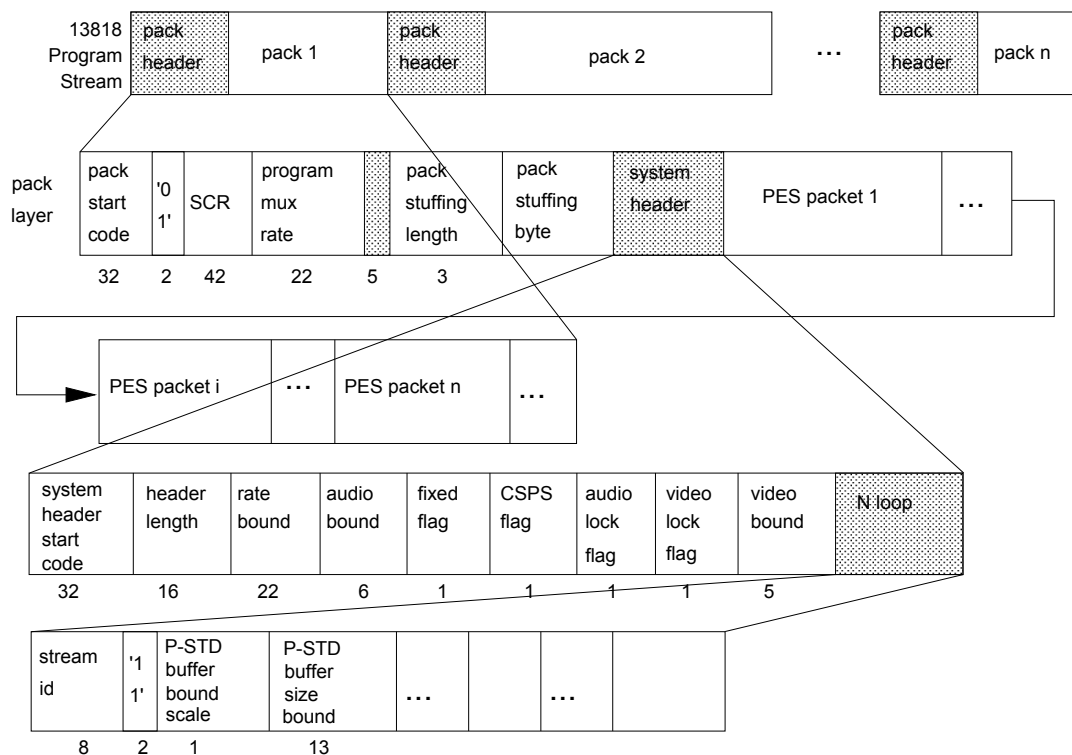 13818
Program
Stream
pack
header
pack 1
pack
header
pack 2
...
pack
header
pack n
pack
layer
pack
start
code
'0
1'
SCR
program
mux
rate
pack
stuffing
length
pack
stuffing
byte
system
header
PES packet 1
...
32
2
42
22
5
3
PES packet i
...
PES packet n
...
system
header
start
code
header
length
rate
bound
audio
bound
fixed
flag
CSPS
flag
audio
lock
flag
video
lock
flag
video
bound
N loop
32
16
22
6
1
1
1
1
5
stream
id
'1
1'
P-STD
buffer
bound
scale
P-STD
buffer
size
bound
...
...
8
2
1
13